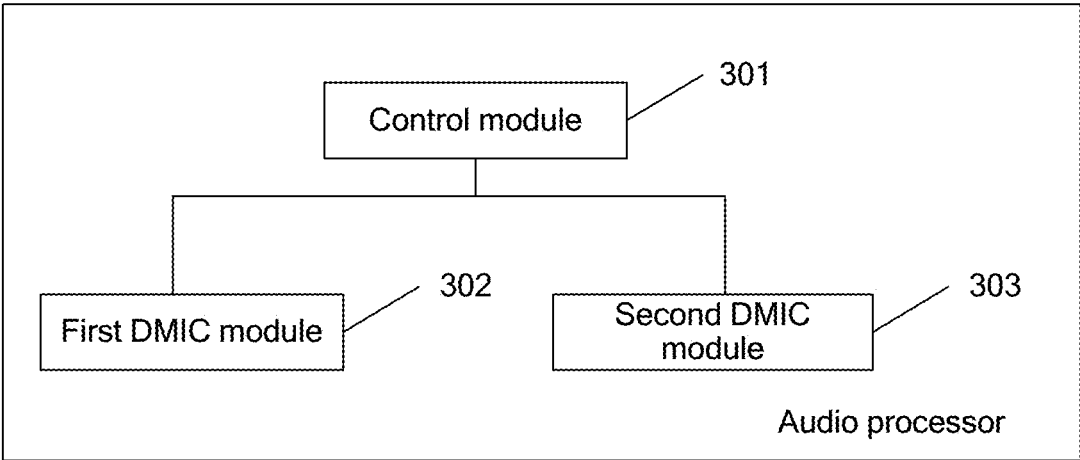 301
Control module
302
303
First DMIC module
Second DMIC
module
Audio processor